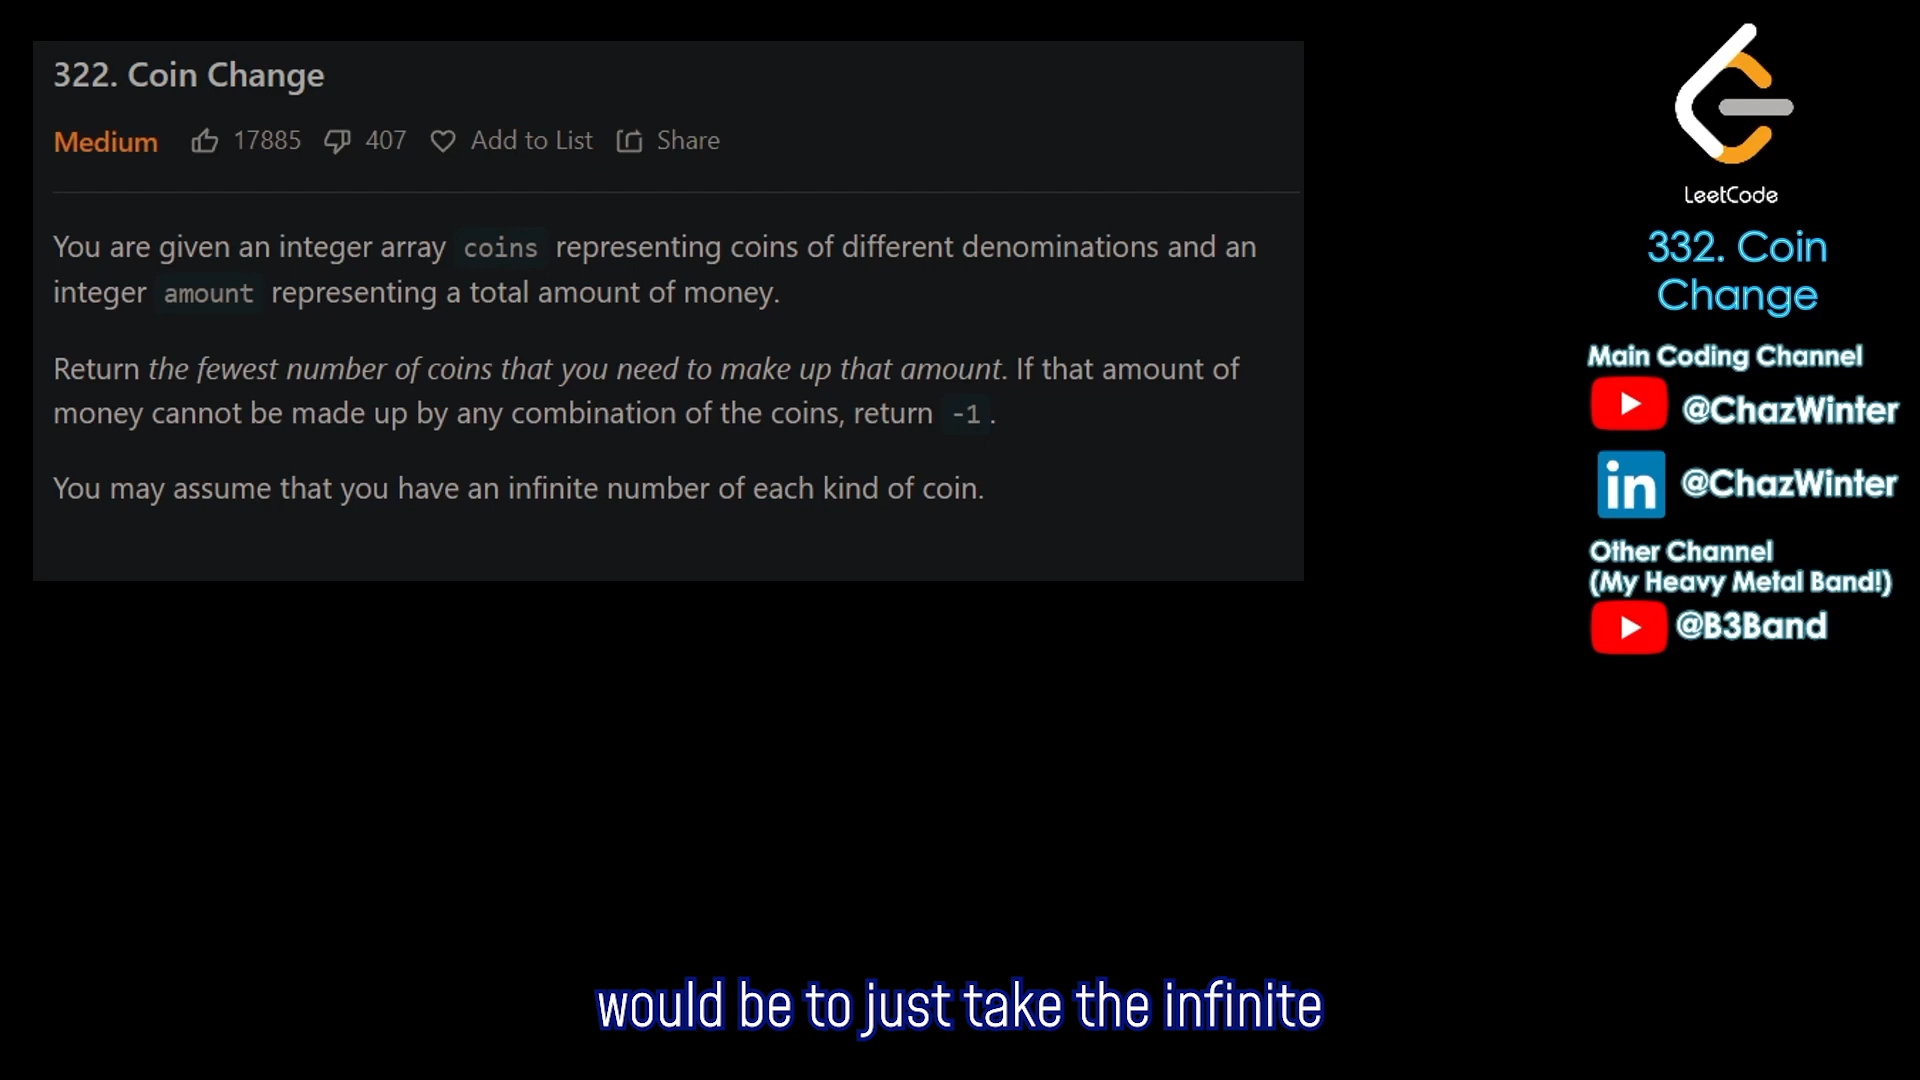 322. Coin Change
Medium 17885 407 Add to List Share
You are given an integer array coins representing coins of different denominations and an
integer amount representing a total amount of money.
Return the fewest number of coins that you need to make up that amount. If that amount of
money cannot be made up by any combination of the coins, return -1.
You may assume that you have an infinite number of each kind of coin.
LeetCode
332. Coin
Change
Main Coding Channel
@ChazWinter
in @ChazWinter
Other Channel
(My Heavy Metal Band!)
@B3Band
would be to just take the infinite